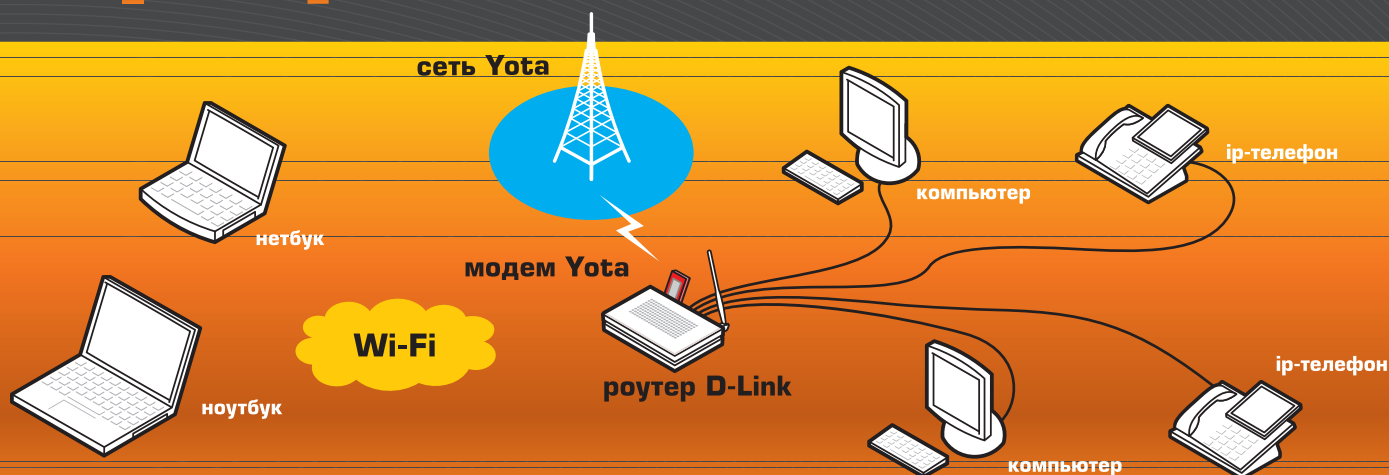 сеть Yota
ip-телефон
компьютер
нетбук
модем Yota
Wi-Fi
роутер D-Link
ip-телефон
ноутбук
компьютер